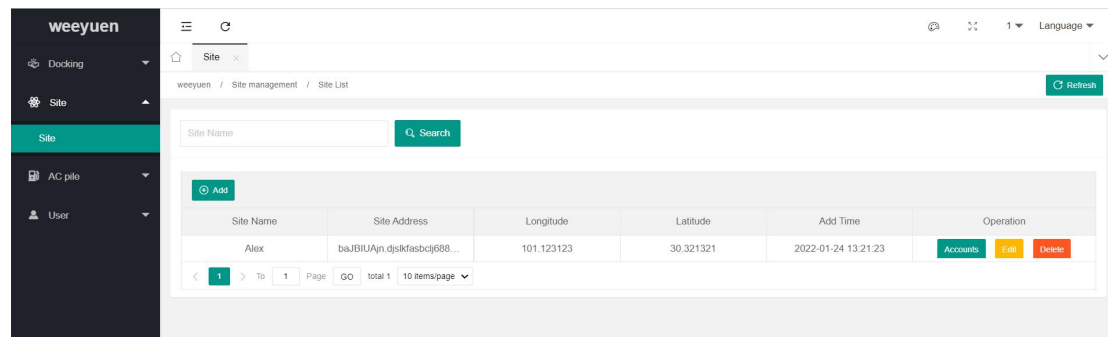 weeyuen
1 Language
Docking
Site
weeyuen / Site management / Site List
Refresh
Site
Site
Site Name
Search
AC pile
Add
User
Site Name Site Address Longitude Latitude Add Time Operation
Alex baJBIUAjn.djslkfasbclj688... 101.123123 30.321321 2022-01-24 13:21:23 Accounts Edit Delete
1 To 1 Page GO total 1 10 items/page